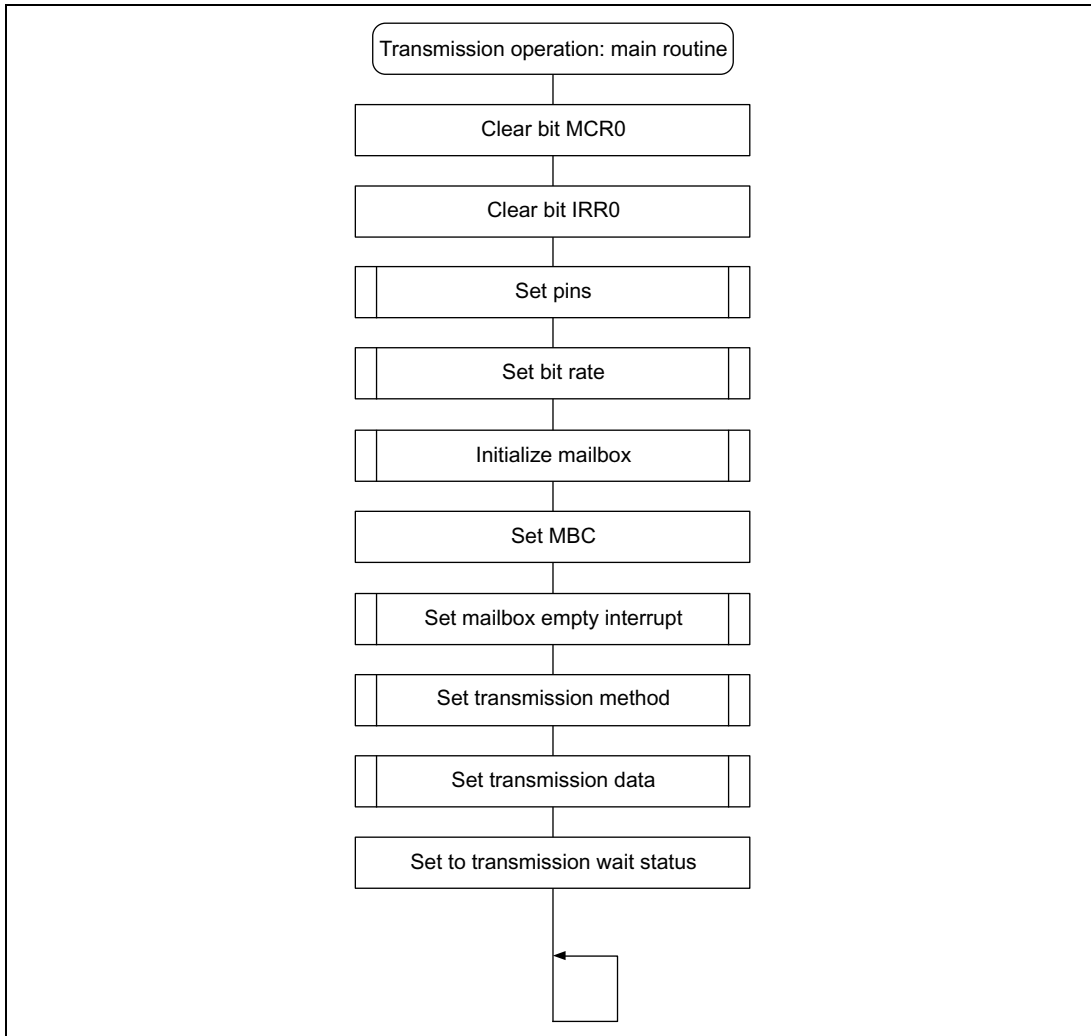 Transmission operation: main routine
Clear bit MCR0
Clear bit IRR0
Set pins
Set bit rate
Initialize mailbox
Set MBC
Set mailbox empty interrupt
Set transmission method
Set transmission data
Set to transmission wait status